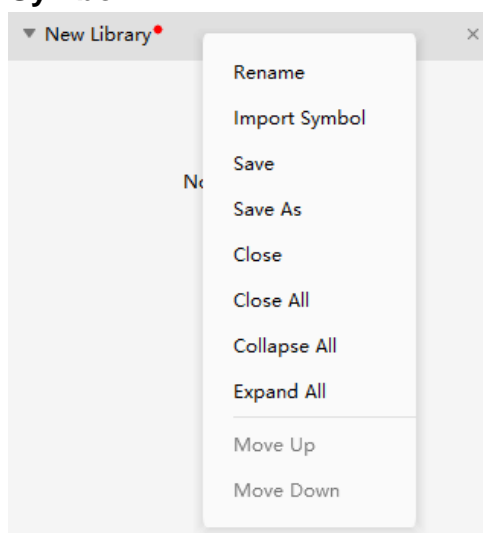 New Library
Rename
Import Symbol
Save
Save As
Close
Close All
Collapse All
Expand All
Move Up
Move Down